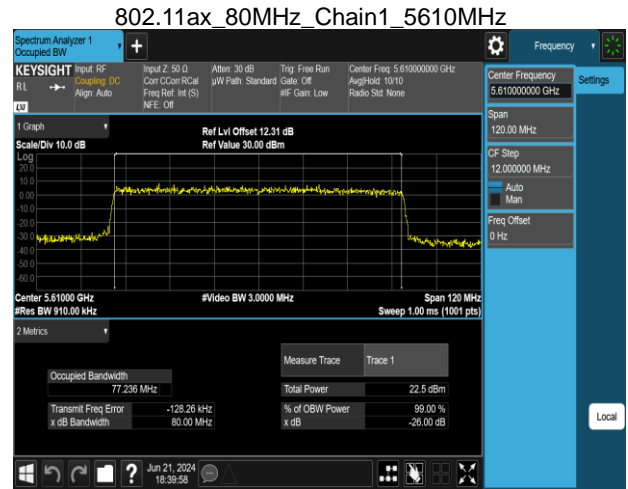 802.11ax_80MHz_Chain1_5610MHz
Spectrum Analyzer 1
Occupied BW
Frequency
KEYSIGHT
RL
LXI
Input: RF
Coupling: DC
Align: Auto
Input Z: 50 Ω
Corr CCorr RCal
Freq Ref: Int (S)
NFE: Off
Atten: 30 dB
µW Path: Standard
Trig: Free Run
Gate: Off
#IF Gain: Low
Center Freq: 5.610000000 GHz
Avg|Hold: 10/10
Radio Std: None
Center Frequency
5.610000000 GHz
Settings
Span
120.00 MHz
CF Step
12.000000 MHz
Auto
Man
Freq Offset
0 Hz
Local
1 Graph
Scale/Div 10.0 dB
Ref Lvl Offset 12.31 dB
Ref Value 30.00 dBm
Log
20.0
10.0
0.00
-10.0
-20.0
-30.0
-40.0
-50.0
-60.0
Center 5.61000 GHz
#Res BW 910.00 kHz
#Video BW 3.0000 MHz
Span 120 MHz
Sweep 1.00 ms (1001 pts)
2 Metrics
Measure Trace Trace 1
Occupied Bandwidth
77.236 MHz
Total Power 22.5 dBm
Transmit Freq Error -128.26 kHz
% of OBW Power 99.00 %
x dB Bandwidth 80.00 MHz
x dB -26.00 dB
Jun 21, 2024
18:39:58